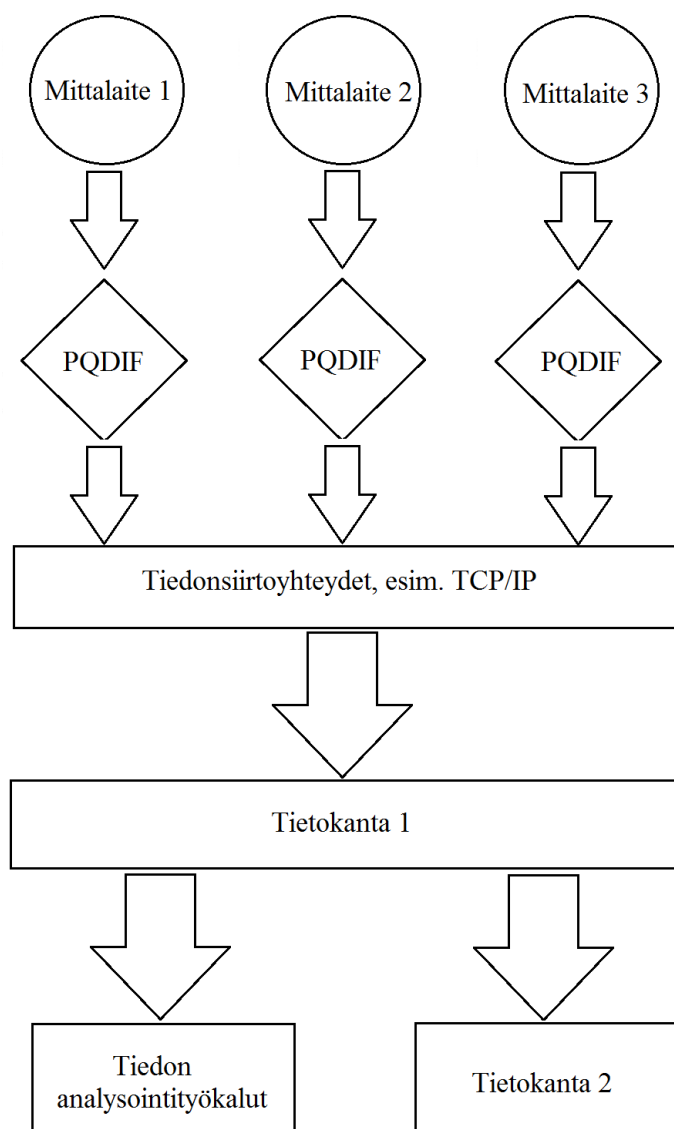 Mittalaite 1
Mittalaite 2
Mittalaite 3
PQDIF
PQDIF
PQDIF
Tiedonsiirtoyhteydet, esim. TCP/IP
Tietokanta 1
Tiedon
analysointityökalut
Tietokanta 2